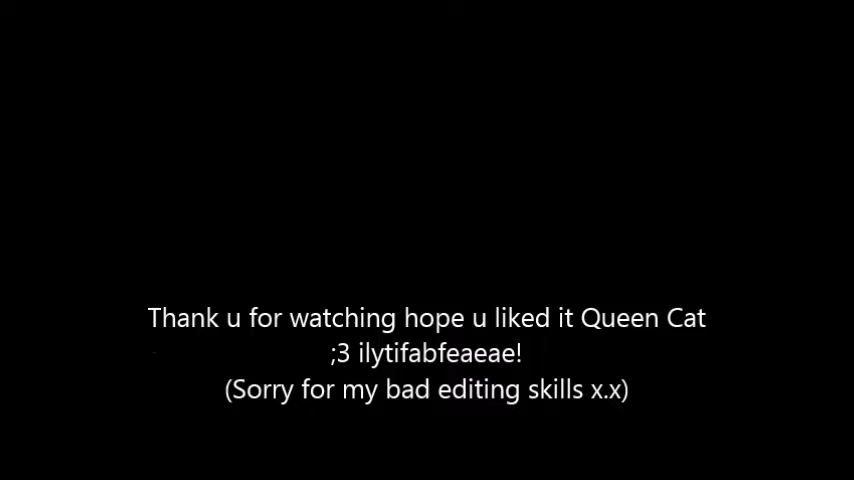 Thank u for watching hope u liked it Queen Cat
;3 ilytifabfeaeae!
(Sorry for my bad editing skills x.x)